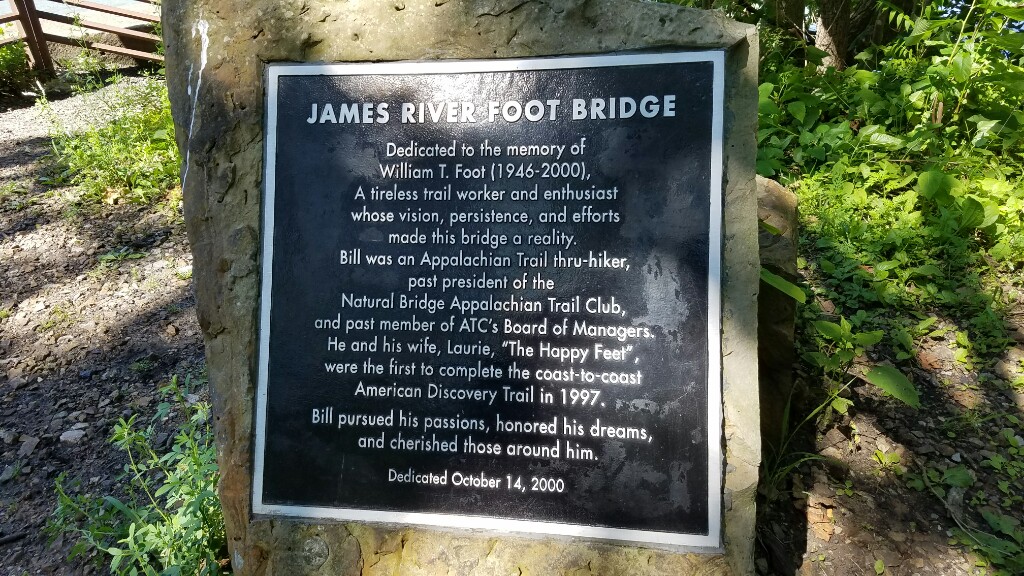 JAMES RIVER FOOT BRIDGE
Dedicated to the memory of
William T. Foot (1946-2000),
A tireless trail worker and enthusiast
whose vision, persistence, and efforts
made this bridge a reality.
Bill was an Appalachian Trail thru-hiker,
past president of the
Natural Bridge Appalachian Trail Club,
and past member of ATC's Board of Managers.
He and his wife, Laurie, "The Happy Feet",
were the first to complete the coast-to-coast
American Discovery Trail in 1997.
Bill pursued his passions, honored his dreams,
and cherished those around him.
Dedicated October 14, 2000